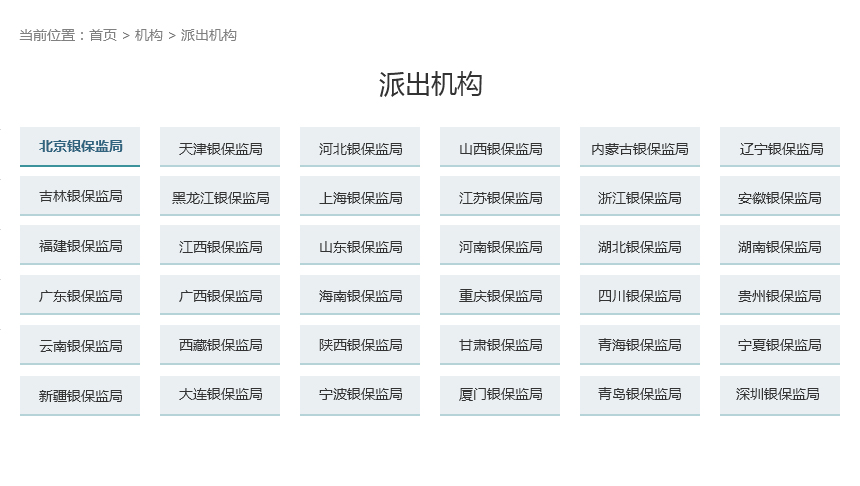 当前位置：首页 > 机构 > 派出机构
派出机构
北京银保监局 天津银保监局 河北银保监局 山西银保监局 内蒙古银保监局 辽宁银保监局
吉林银保监局 黑龙江银保监局 上海银保监局 江苏银保监局 浙江银保监局 安徽银保监局
福建银保监局 江西银保监局 山东银保监局 河南银保监局 湖北银保监局 湖南银保监局
广东银保监局 广西银保监局 海南银保监局 重庆银保监局 四川银保监局 贵州银保监局
云南银保监局 西藏银保监局 陕西银保监局 甘肃银保监局 青海银保监局 宁夏银保监局
新疆银保监局 大连银保监局 宁波银保监局 厦门银保监局 青岛银保监局 深圳银保监局